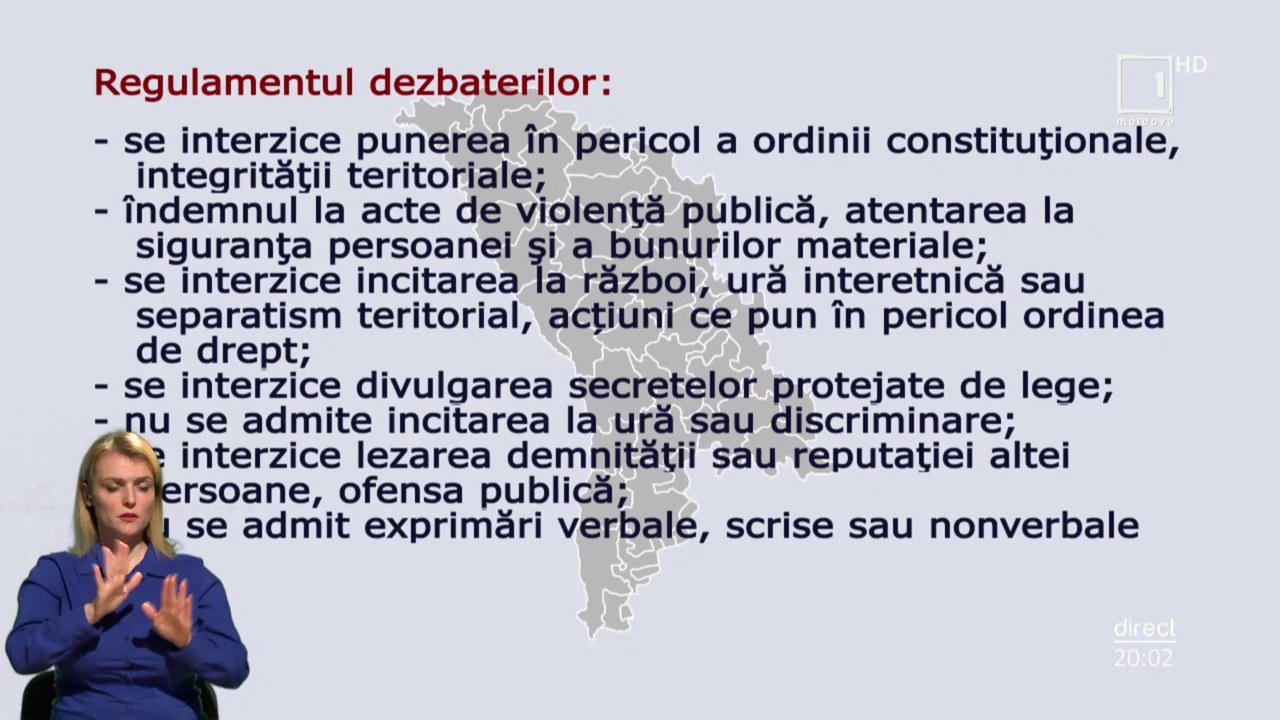 Regulamentul dezbaterilor:
HD
1
moldova
- se interzice punerea în pericol a ordinii constituţionale,
integrităţii teritoriale;
- îndemnul la acte de violenţă publică, atentarea la
siguranţa persoanei şi a bunurilor materiale;
- se interzice incitarea la război, ură interetnică sau
separatism teritorial, acțiuni ce pun în pericol ordinea
de drept;
- se interzice divulgarea secretelor protejate de lege;
- nu se admite incitarea la ură sau discriminare;
interzice lezarea demnităţii sau reputaţiei altei
ersoane, ofensa publică;
se admit exprimări verbale, scrise sau nonverbale
direct
20:02